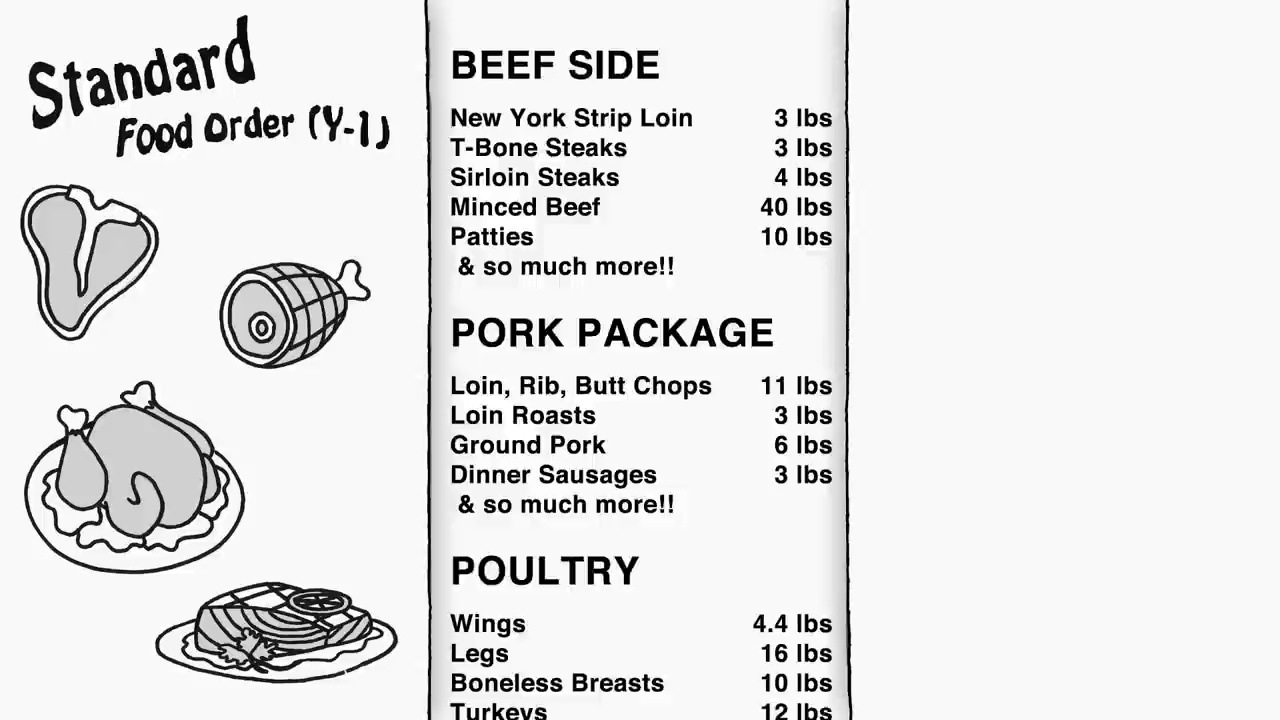 Standard
Food Order (Y-1)
BEEF SIDE
New York Strip Loin 3 lbs
T-Bone Steaks 3 lbs
Sirloin Steaks 4 lbs
Minced Beef 40 lbs
Patties 10 lbs
& so much more!!
PORK PACKAGE
Loin, Rib, Butt Chops 11 lbs
Loin Roasts 3 lbs
Ground Pork 6 lbs
Dinner Sausages 3 lbs
& so much more!!
POULTRY
Wings 4.4 lbs
Legs 16 lbs
Boneless Breasts 10 lbs
Turkeys 12 lbs